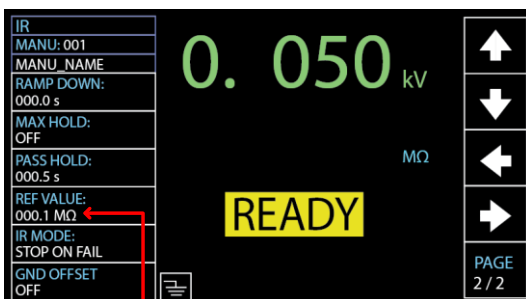 IR
MANU: 001
MANU_NAME
RAMP DOWN:
000.0 s
MAX HOLD:
OFF
PASS HOLD:
000.5 s
REF VALUE:
000.1 MΩ
IR MODE:
STOP ON FAIL
GND OFFSET
OFF
0. 050 kV
MΩ
READY
PAGE
2 / 2